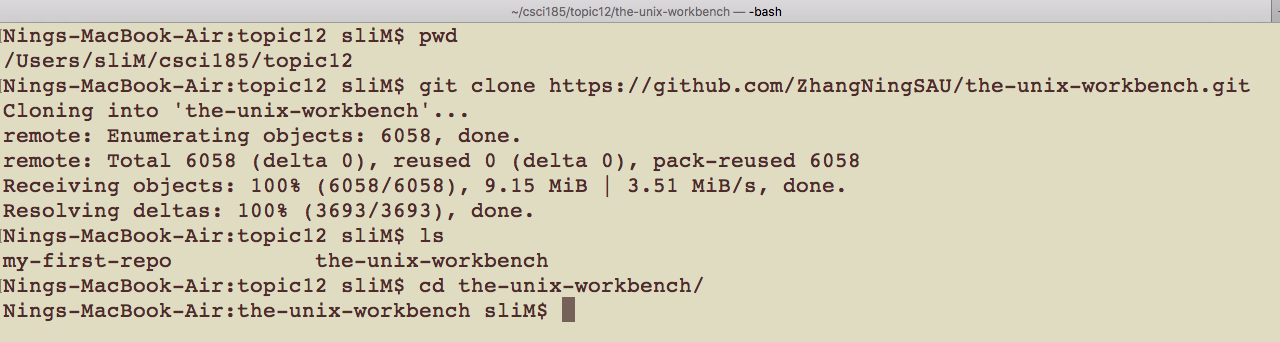 ~/csci185/topic12/the-unix-workbench — -bash
[Nings-MacBook-Air:topic12 sliM$ pwd
/Users/sliM/csci185/topic12
[Nings-MacBook-Air:topic12 sliM$ git clone https://github.com/ZhangNingSAU/the-unix-workbench.git
Cloning into 'the-unix-workbench'...
remote: Enumerating objects: 6058, done.
remote: Total 6058 (delta 0), reused 0 (delta 0), pack-reused 6058
Receiving objects: 100% (6058/6058), 9.15 MiB | 3.51 MiB/s, done.
Resolving deltas: 100% (3693/3693), done.
[Nings-MacBook-Air:topic12 sliM$ ls
my-first-repo           the-unix-workbench
[Nings-MacBook-Air:topic12 sliM$ cd the-unix-workbench/
Nings-MacBook-Air:the-unix-workbench sliM$